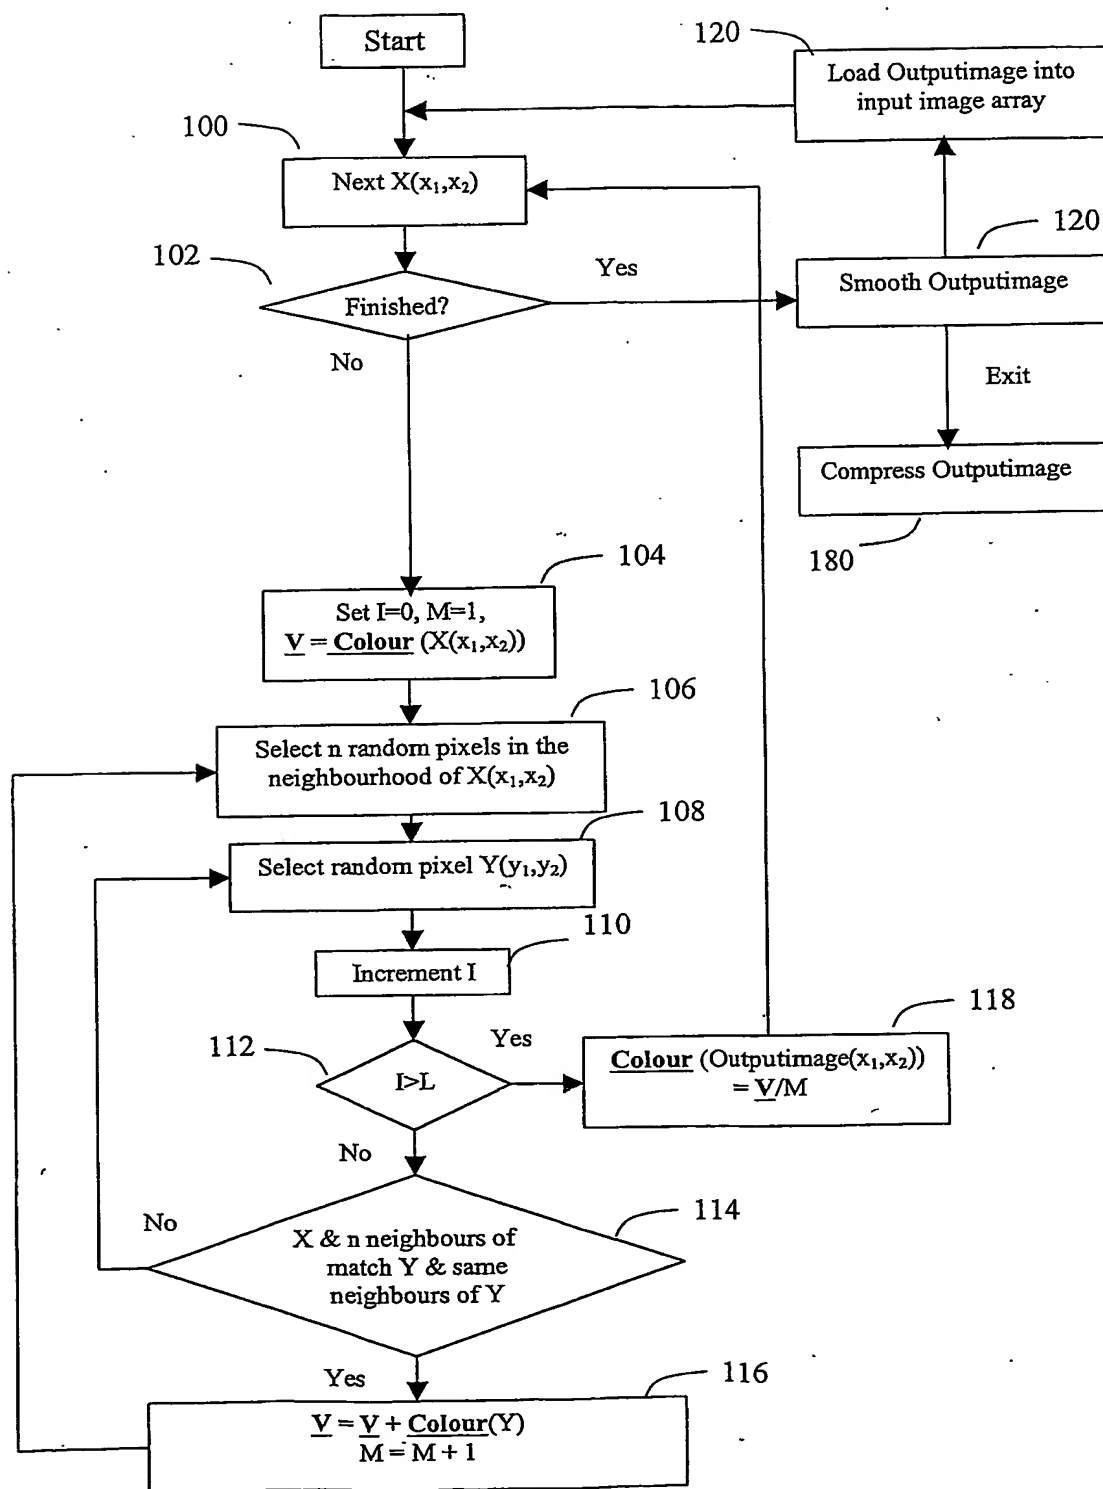 Start
120
Load Outputimage into
input image array
100
Next X(x₁,x₂)
120
102
Finished?
Yes
Smooth Outputimage
No
Exit
Compress Outputimage
180
104
Set I=0, M=1,
V = Colour (X(x₁,x₂))
106
Select n random pixels in the
neighbourhood of X(x₁,x₂)
108
Select random pixel Y(y₁,y₂)
110
Increment I
112
I>L
Yes
118
Colour (Outputimage(x₁,x₂))
= V/M
No
114
No
X & n neighbours of
match Y & same
neighbours of Y
Yes
116
V = V + Colour(Y)
M = M + 1